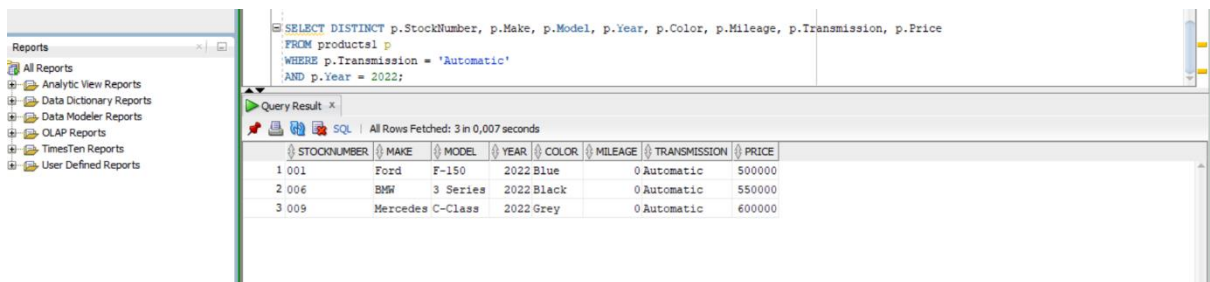 SELECT DISTINCT p.StockNumber, p.Make, p.Model, p.Year, p.Color, p.Mileage, p.Transmission, p.Price
FROM products1 p
WHERE p.Transmission = 'Automatic'
AND p.Year = 2022;
Reports
All Reports
Analytic View Reports
Data Dictionary Reports
Data Modeler Reports
OLAP Reports
TimesTen Reports
User Defined Reports
Query Result
SQL | All Rows Fetched: 3 in 0,007 seconds
STOCKNUMBER MAKE MODEL YEAR COLOR MILEAGE TRANSMISSION PRICE
1 001 Ford F-150 2022 Blue 0 Automatic 500000
2 006 BMW 3 Series 2022 Black 0 Automatic 550000
3 009 Mercedes C-Class 2022 Grey 0 Automatic 600000